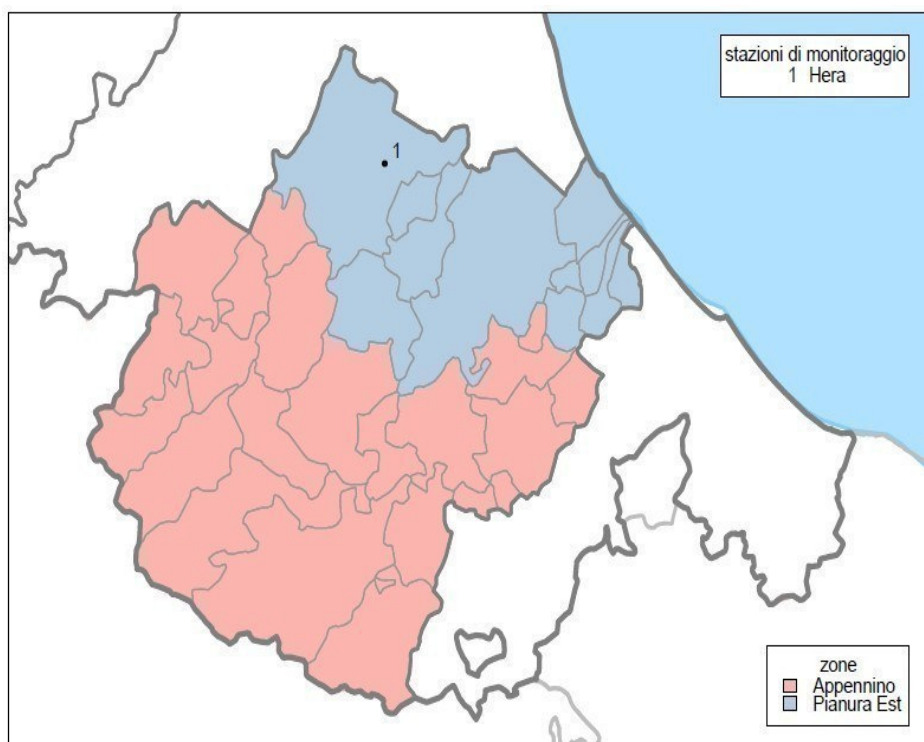 stazioni di monitoraggio
1 Hera
1
zone
Appennino
Pianura Est